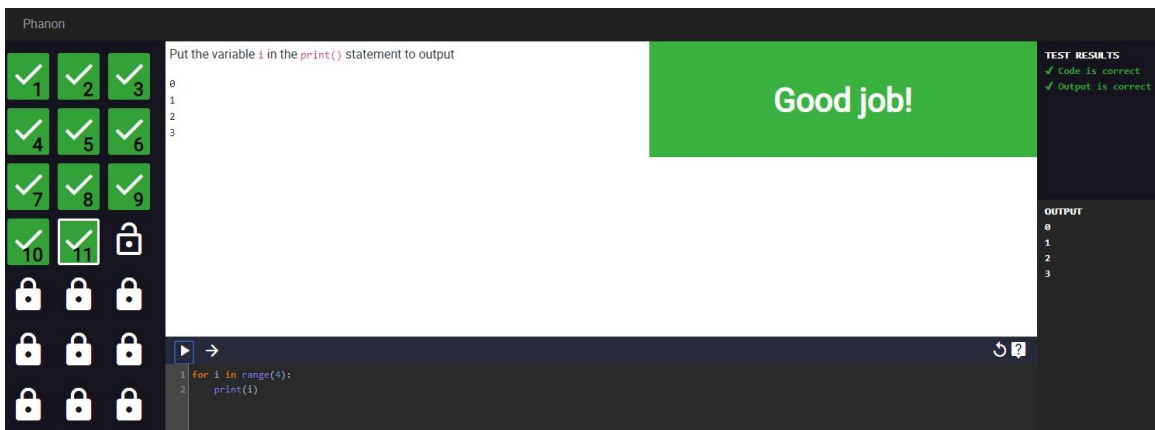 Phanon
1
2
3
4
5
6
7
8
9
10
11
Put the variable i in the print() statement to output
0
1
2
3
Good job!
TEST RESULTS
✓ Code is correct
✓ Output is correct
OUTPUT
0
1
2
3
1 for i in range(4):
2     print(i)